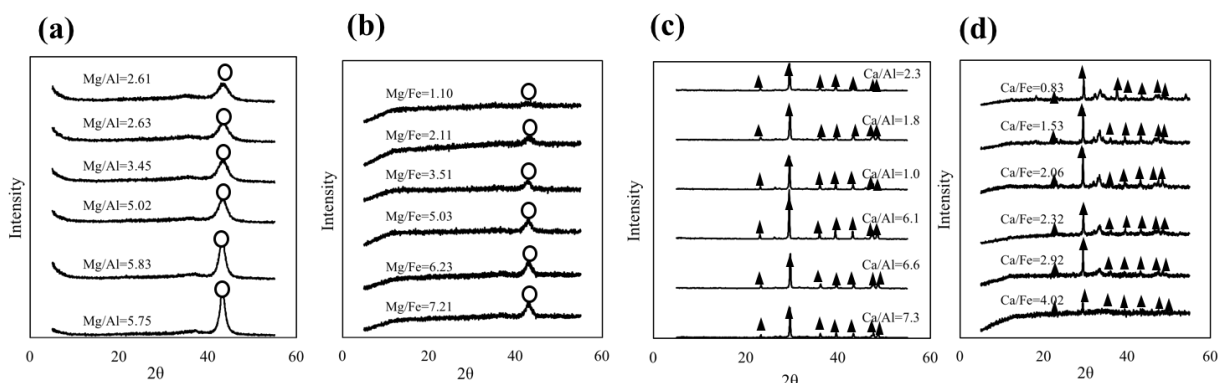 (a)
Mg/Al=2.61
Mg/Al=2.63
Mg/Al=3.45
Mg/Al=5.02
Mg/Al=5.83
Mg/Al=5.75
Intensity
0 20 40 60
2θ
(b)
Mg/Fe=1.10
Mg/Fe=2.11
Mg/Fe=3.51
Mg/Fe=5.03
Mg/Fe=6.23
Mg/Fe=7.21
Intensity
0 20 40 60
2θ
(c)
Ca/Al=2.3
Ca/Al=1.8
Ca/Al=1.0
Ca/Al=6.1
Ca/Al=6.6
Ca/Al=7.3
Intensity
0 20 40 60
2θ
(d)
Ca/Fe=0.83
Ca/Fe=1.53
Ca/Fe=2.06
Ca/Fe=2.32
Ca/Fe=2.92
Ca/Fe=4.02
Intensity
0 20 40 60
2θ